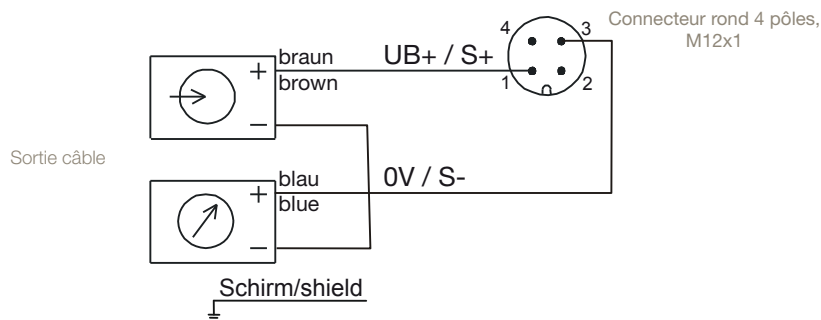 Connecteur rond 4 pôles,
M12x1
4
3
1
2
braun
brown
UB+ / S+
+
−
Sortie câble
blau
blue
0V / S-
+
−
Schirm/shield